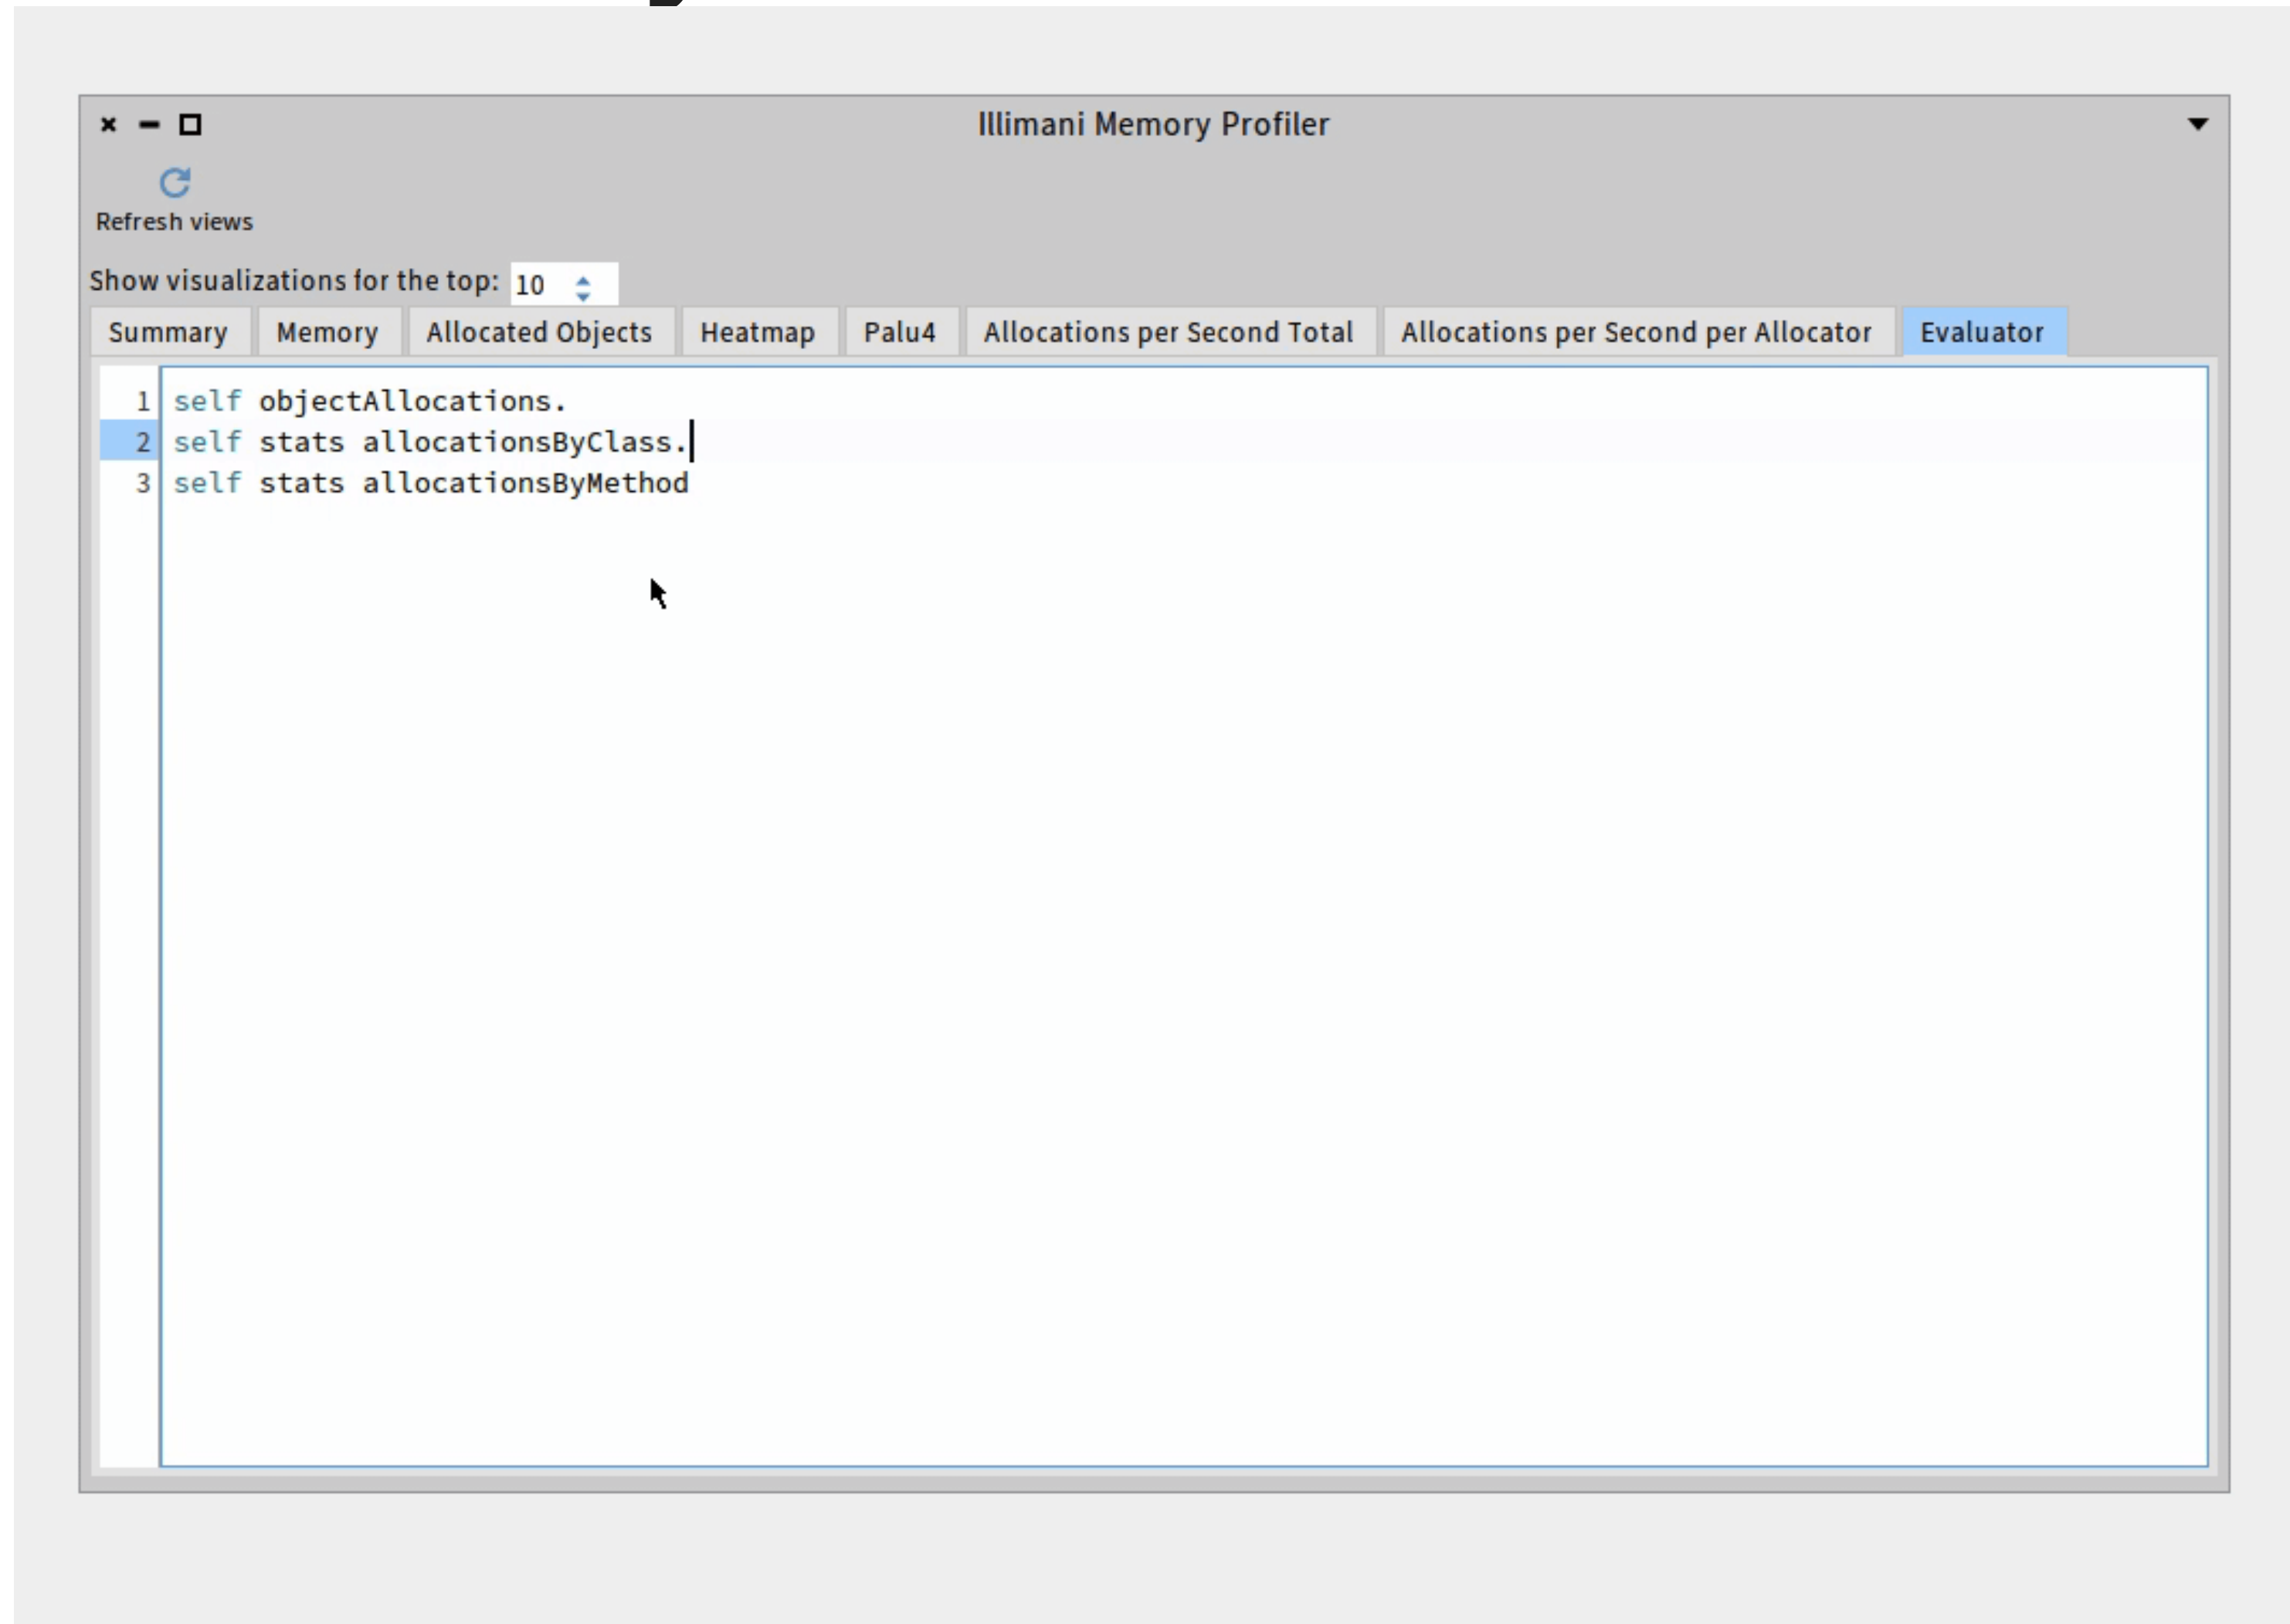 Illimani Memory Profiler
Refresh views
Show visualizations for the top: 10
Summary Memory Allocated Objects Heatmap Palu4 Allocations per Second Total Allocations per Second per Allocator Evaluator
1 self objectAllocations.
2 self stats allocationsByClass.
3 self stats allocationsByMethod